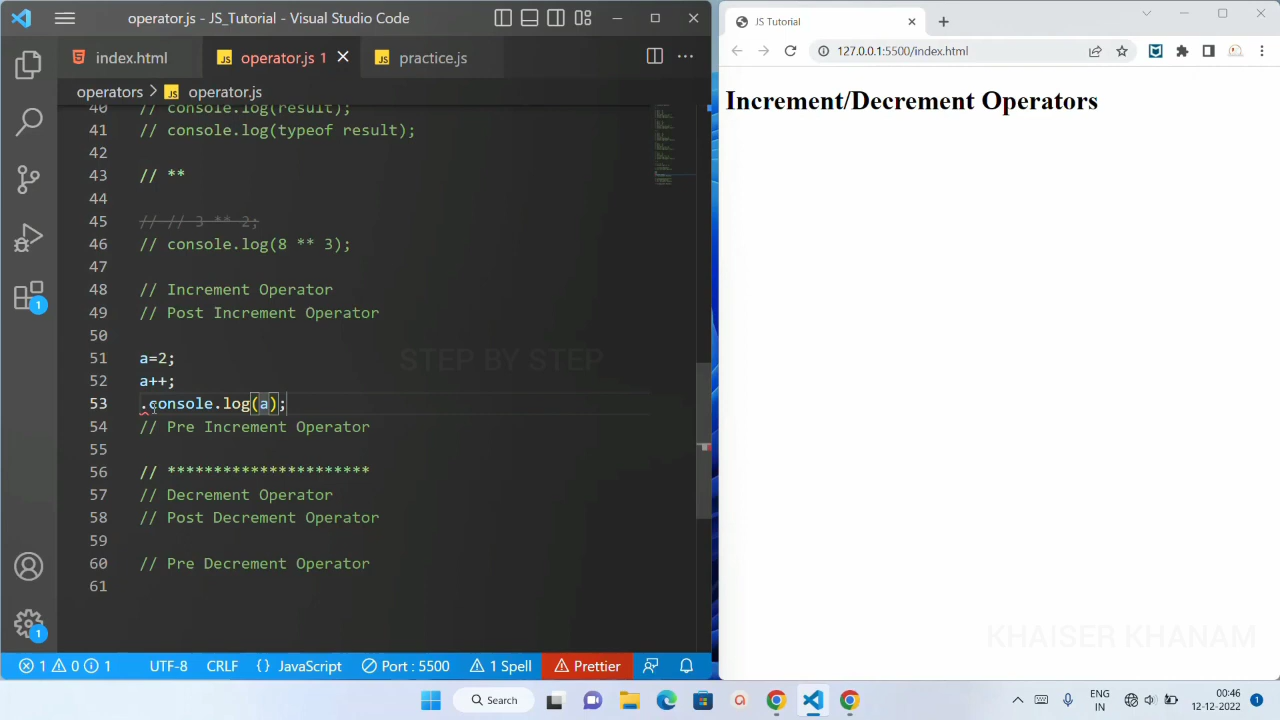 operator.js - JS_Tutorial - Visual Studio Code
index.html
JS operator.js 1
JS practice.js
operators > JS operator.js
40 // console.log(result);
41 // console.log(typeof result);
42
43 // **
44
45 // // 3 ** 2;
46 // console.log(8 ** 3);
47
48 // Increment Operator
49 // Post Increment Operator
50
51 a=2;
52 a++;
53 .console.log(a);
54 // Pre Increment Operator
55
56 // **********************
57 // Decrement Operator
58 // Post Decrement Operator
59
60 // Pre Decrement Operator
61
STEP BY STEP
1
1
1 0 1 UTF-8 CRLF {} JavaScript Port : 5500 1 Spell Prettier
JS Tutorial
127.0.0.1:5500/index.html
Increment/Decrement Operators
KHAISER KHANAM
Search
ENG
IN
00:46
12-12-2022
1